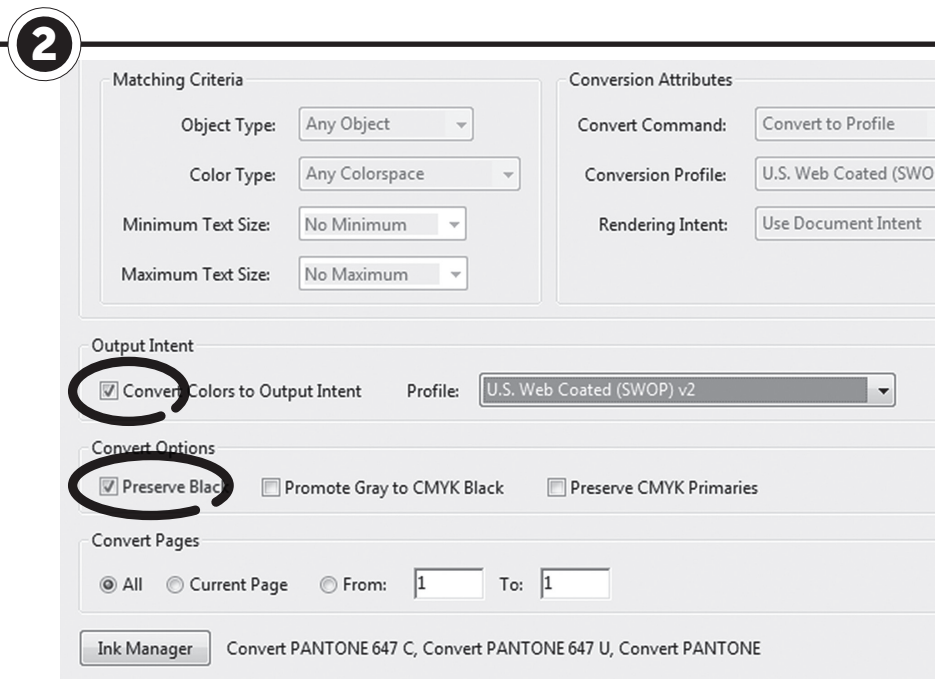 2
Matching Criteria
Object Type: Any Object
Color Type: Any Colorspace
Minimum Text Size: No Minimum
Maximum Text Size: No Maximum
Conversion Attributes
Convert Command: Convert to Profile
Conversion Profile: U.S. Web Coated (SWO
Rendering Intent: Use Document Intent
Output Intent
Convert Colors to Output Intent Profile: U.S. Web Coated (SWOP) v2
Convert Options
Preserve Black Promote Gray to CMYK Black Preserve CMYK Primaries
Convert Pages
All Current Page From: 1 To: 1
Ink Manager Convert PANTONE 647 C, Convert PANTONE 647 U, Convert PANTONE